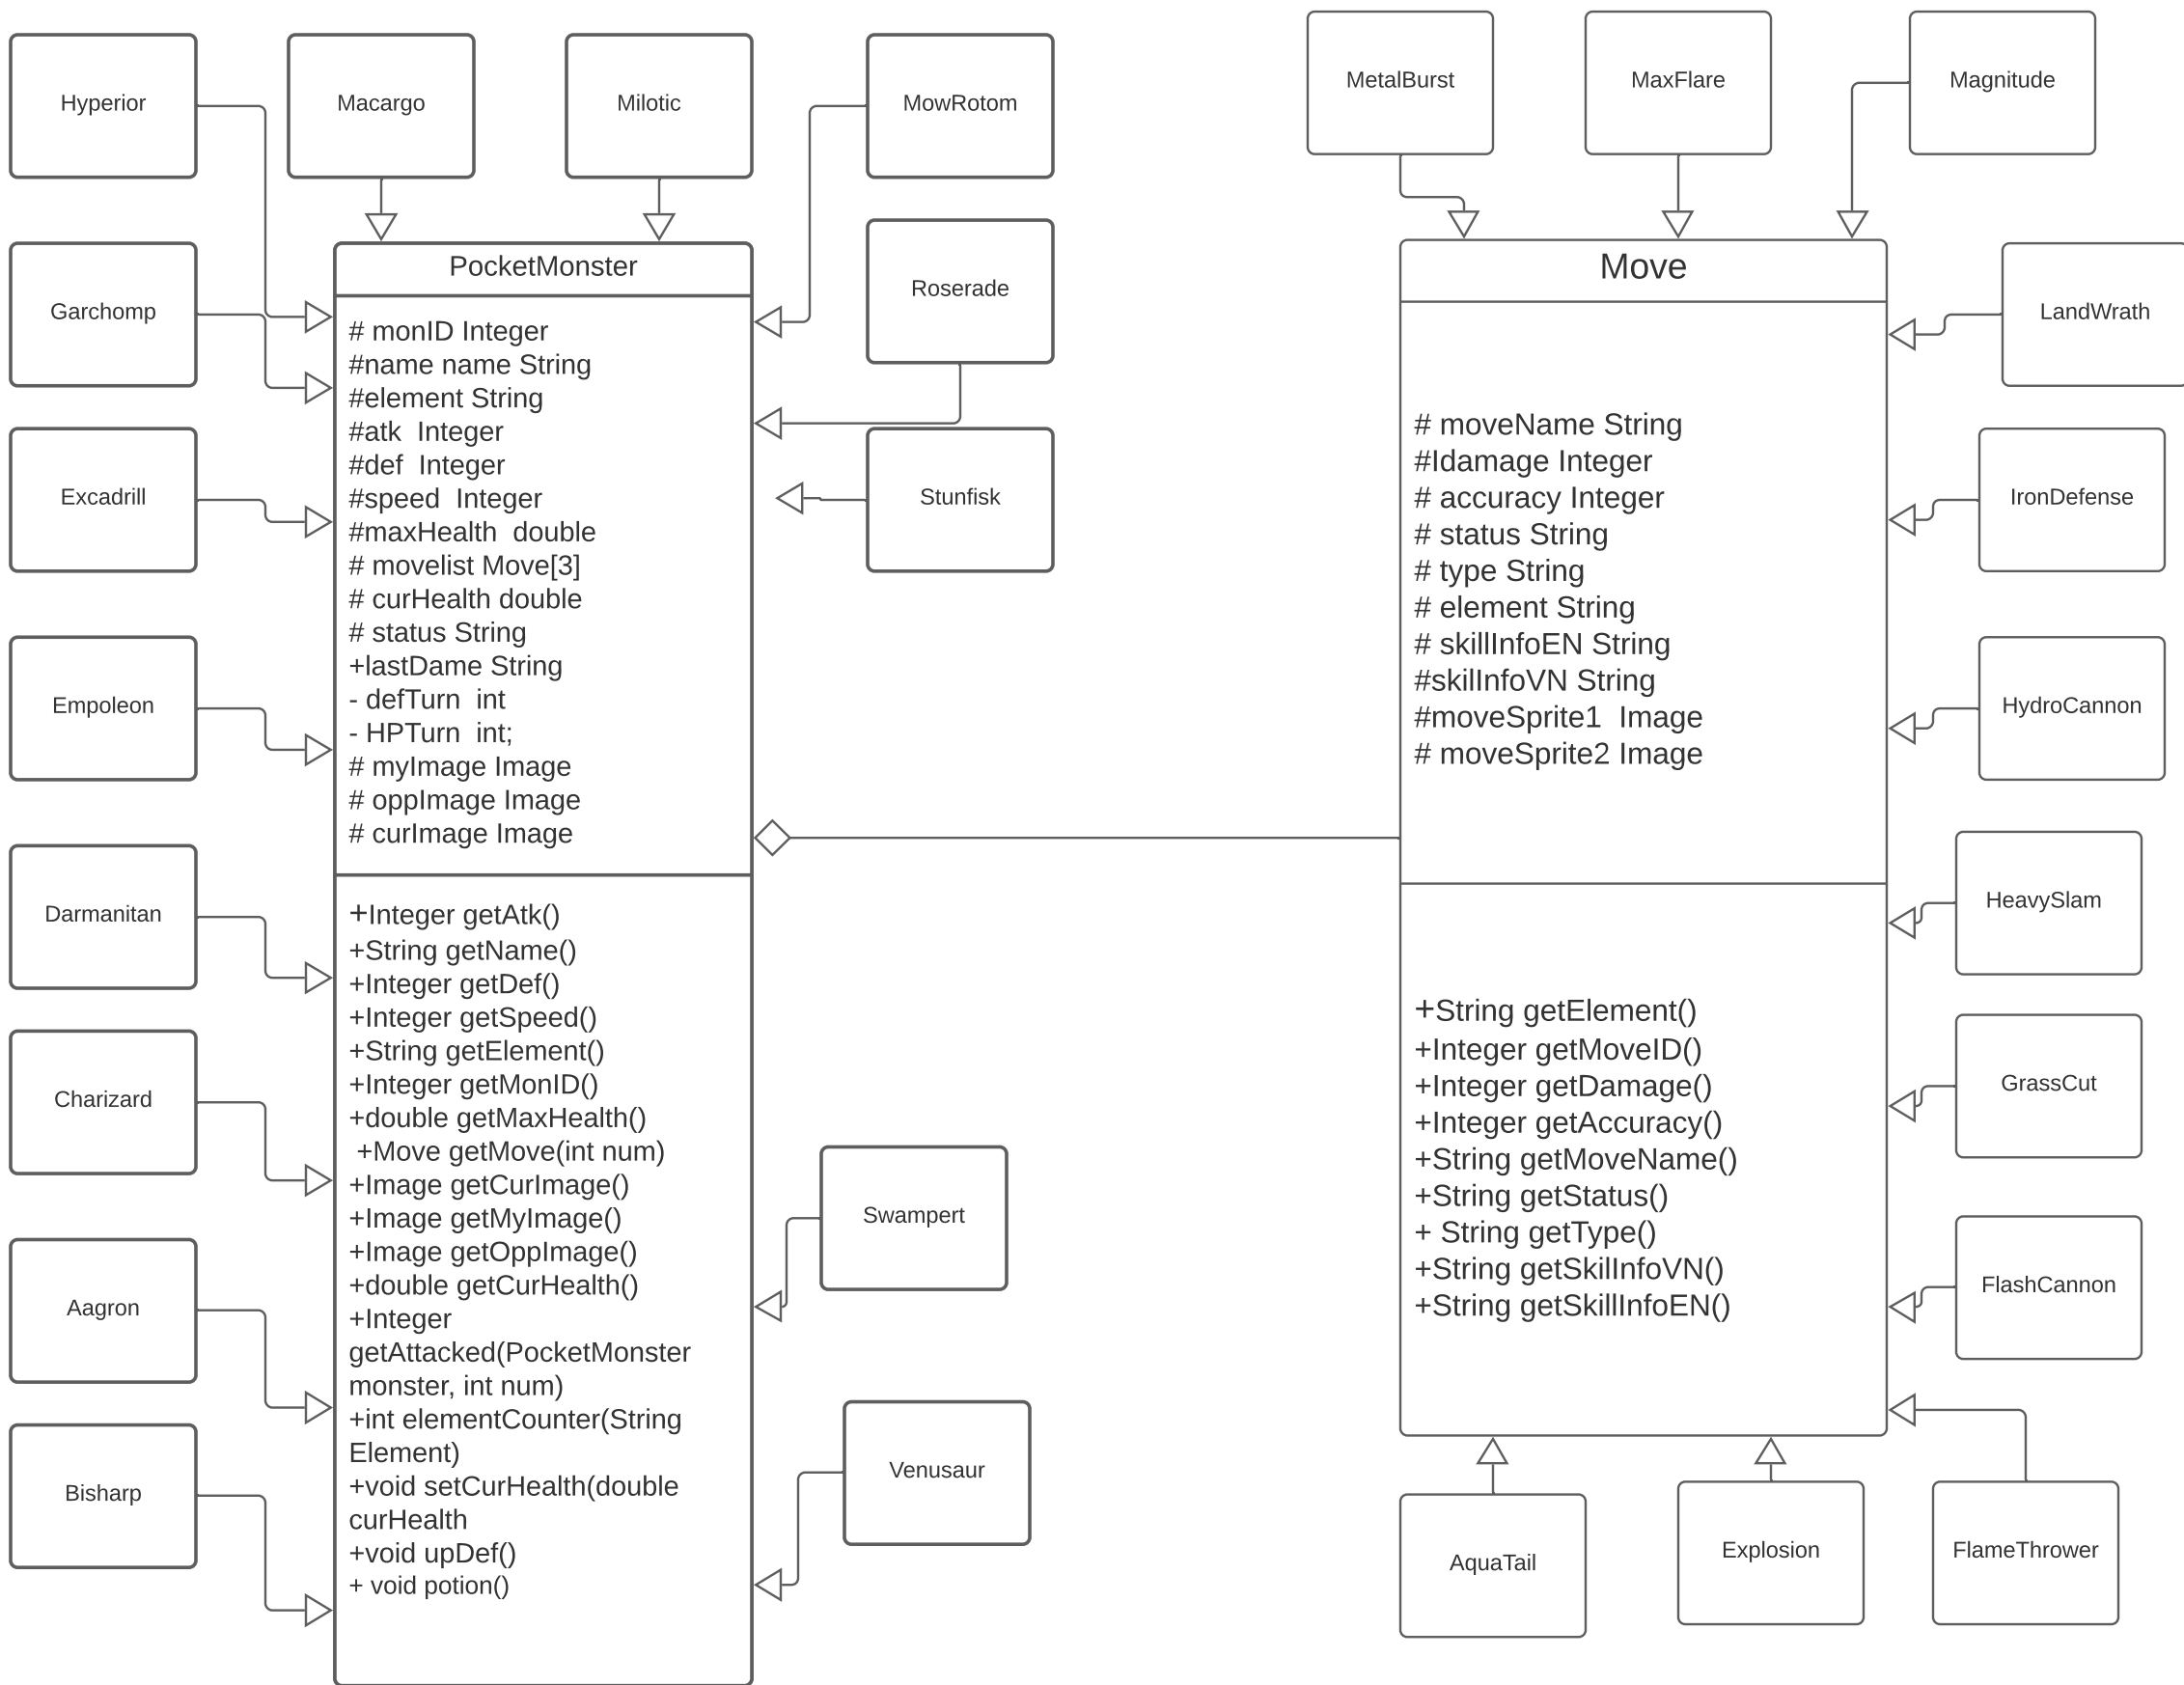 Hyperior
Macargo
Milotic
MowRotom
Garchomp
Excadrill
Empoleon
Darmanitan
Charizard
Aagron
Bisharp
PocketMonster
# monID Integer
#name name String
#element String
#atk  Integer
#def  Integer
#speed  Integer
#maxHealth  double
# movelist Move[3]
# curHealth double
# status String
+lastDame String
- defTurn  int
- HPTurn  int;
# myImage Image
# oppImage Image
# curImage Image
+Integer getAtk()
+String getName()
+Integer getDef()
+Integer getSpeed()
+String getElement()
+Integer getMonID()
+double getMaxHealth()
+Move getMove(int num)
+Image getCurImage()
+Image getMyImage()
+Image getOppImage()
+double getCurHealth()
+Integer
getAttacked(PocketMonster
monster, int num)
+int elementCounter(String
Element)
+void setCurHealth(double
curHealth
+void upDef()
+ void potion()
Roserade
Stunfisk
Swampert
Venusaur
MetalBurst
MaxFlare
Magnitude
Move
# moveName String
#Idamage Integer
# accuracy Integer
# status String
# type String
# element String
# skillInfoEN String
#skilInfoVN String
#moveSprite1  Image
# moveSprite2 Image
+String getElement()
+Integer getMoveID()
+Integer getDamage()
+Integer getAccuracy()
+String getMoveName()
+String getStatus()
+ String getType()
+String getSkillInfoVN()
+String getSkillInfoEN()
LandWrath
IronDefense
HydroCannon
HeavySlam
GrassCut
FlashCannon
AquaTail
Explosion
FlameThrower